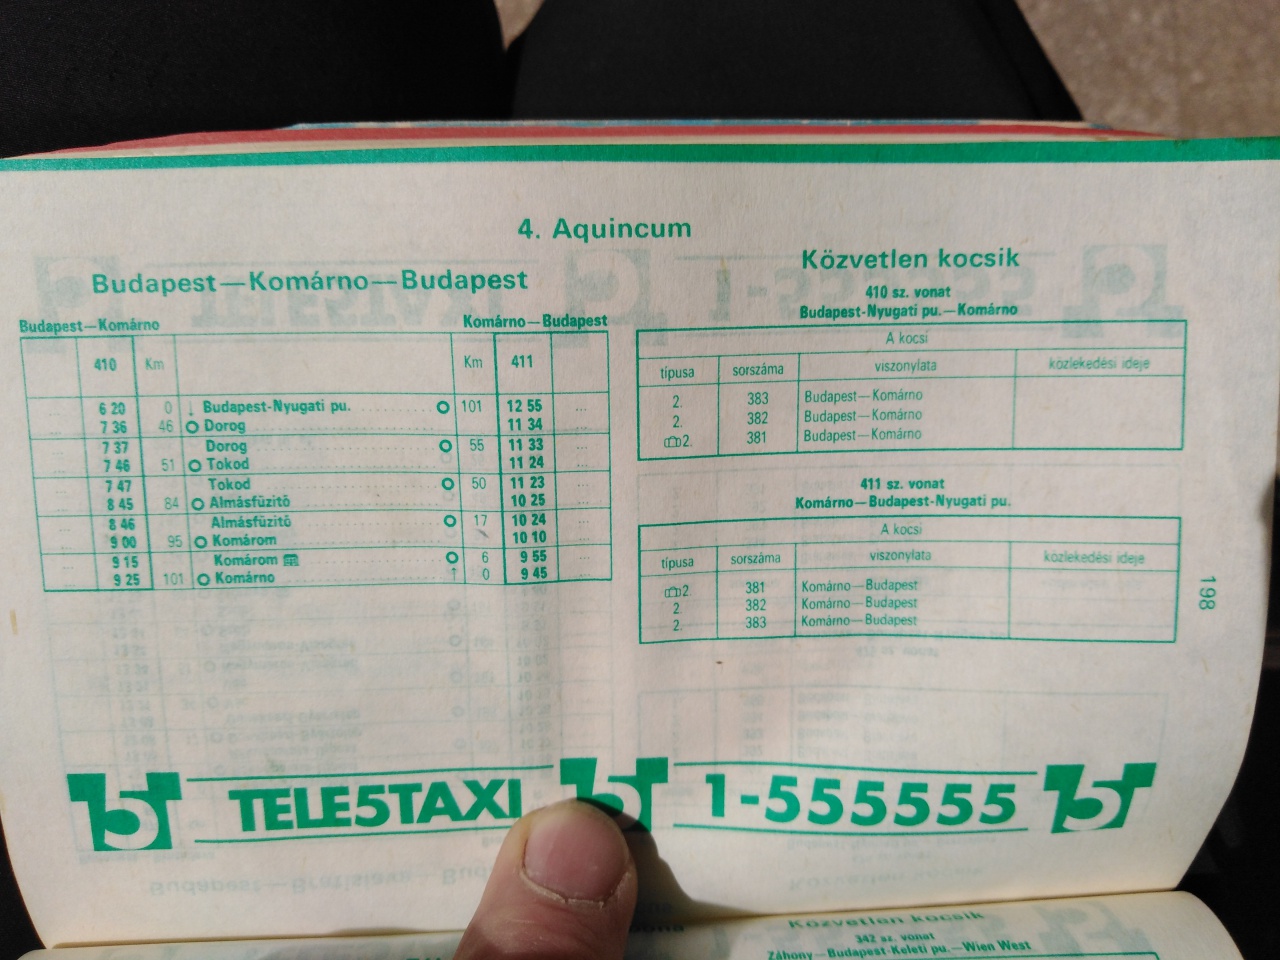 4. Aquincum
Budapest—Komárno—Budapest
Budapest—Komárno Komárno—Budapest
410 Km Km 411
6 20 0 ↓ Budapest-Nyugati pu. O 101 12 55
7 36 46 O Dorog 11 34
7 37 Dorog O 55 11 33
7 46 51 O Tokod 11 24
7 47 Tokod O 50 11 23
8 45 84 O Almásfüzitő 10 25
8 46 Almásfüzitő O 17 10 24
9 00 95 O Komárom 10 10
9 15 Komárom O 6 9 55
9 25 101 O Komárno ↑ 0 9 45
Közvetlen kocsik
410 sz. vonat
Budapest-Nyugati pu.—Komárno
A kocsi
típusa sorszáma viszonylata közlekedési ideje
2. 383 Budapest—Komárno
2. 382 Budapest—Komárno
2. 381 Budapest—Komárno
411 sz. vonat
Komárno—Budapest-Nyugati pu.
A kocsi
típusa sorszáma viszonylata közlekedési ideje
2. 381 Komárno—Budapest
2. 382 Komárno—Budapest
2. 383 Komárno—Budapest
198
5 TELE5TAXI 5 1-555555 5
Közvetlen kocsik
342 sz. vonat
Záhony—Budapest-Keleti pu.—Wien West